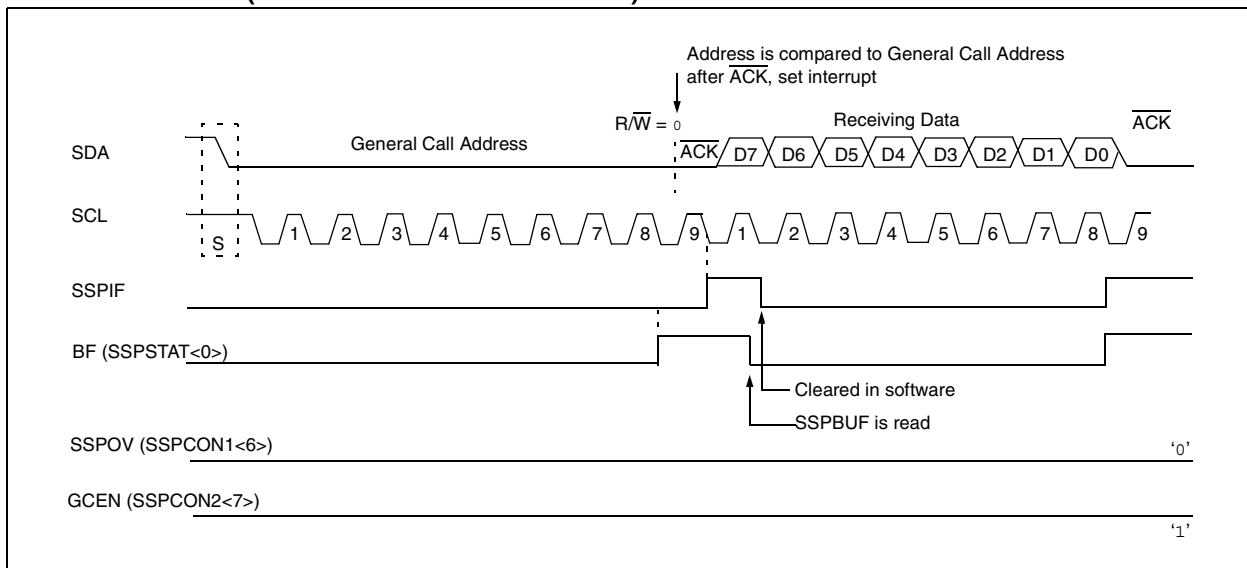 Address is compared to General Call Address
after ACK, set interrupt
R/W = 0
Receiving Data
ACK
SDA
General Call Address
ACK
D7
D6
D5
D4
D3
D2
D1
D0
SCL
S
1
2
3
4
5
6
7
8
9
1
2
3
4
5
6
7
8
9
SSPIF
BF (SSPSTAT<0>)
Cleared in software
SSPBUF is read
SSPOV (SSPCON1<6>)
‘0’
GCEN (SSPCON2<7>)
‘1’